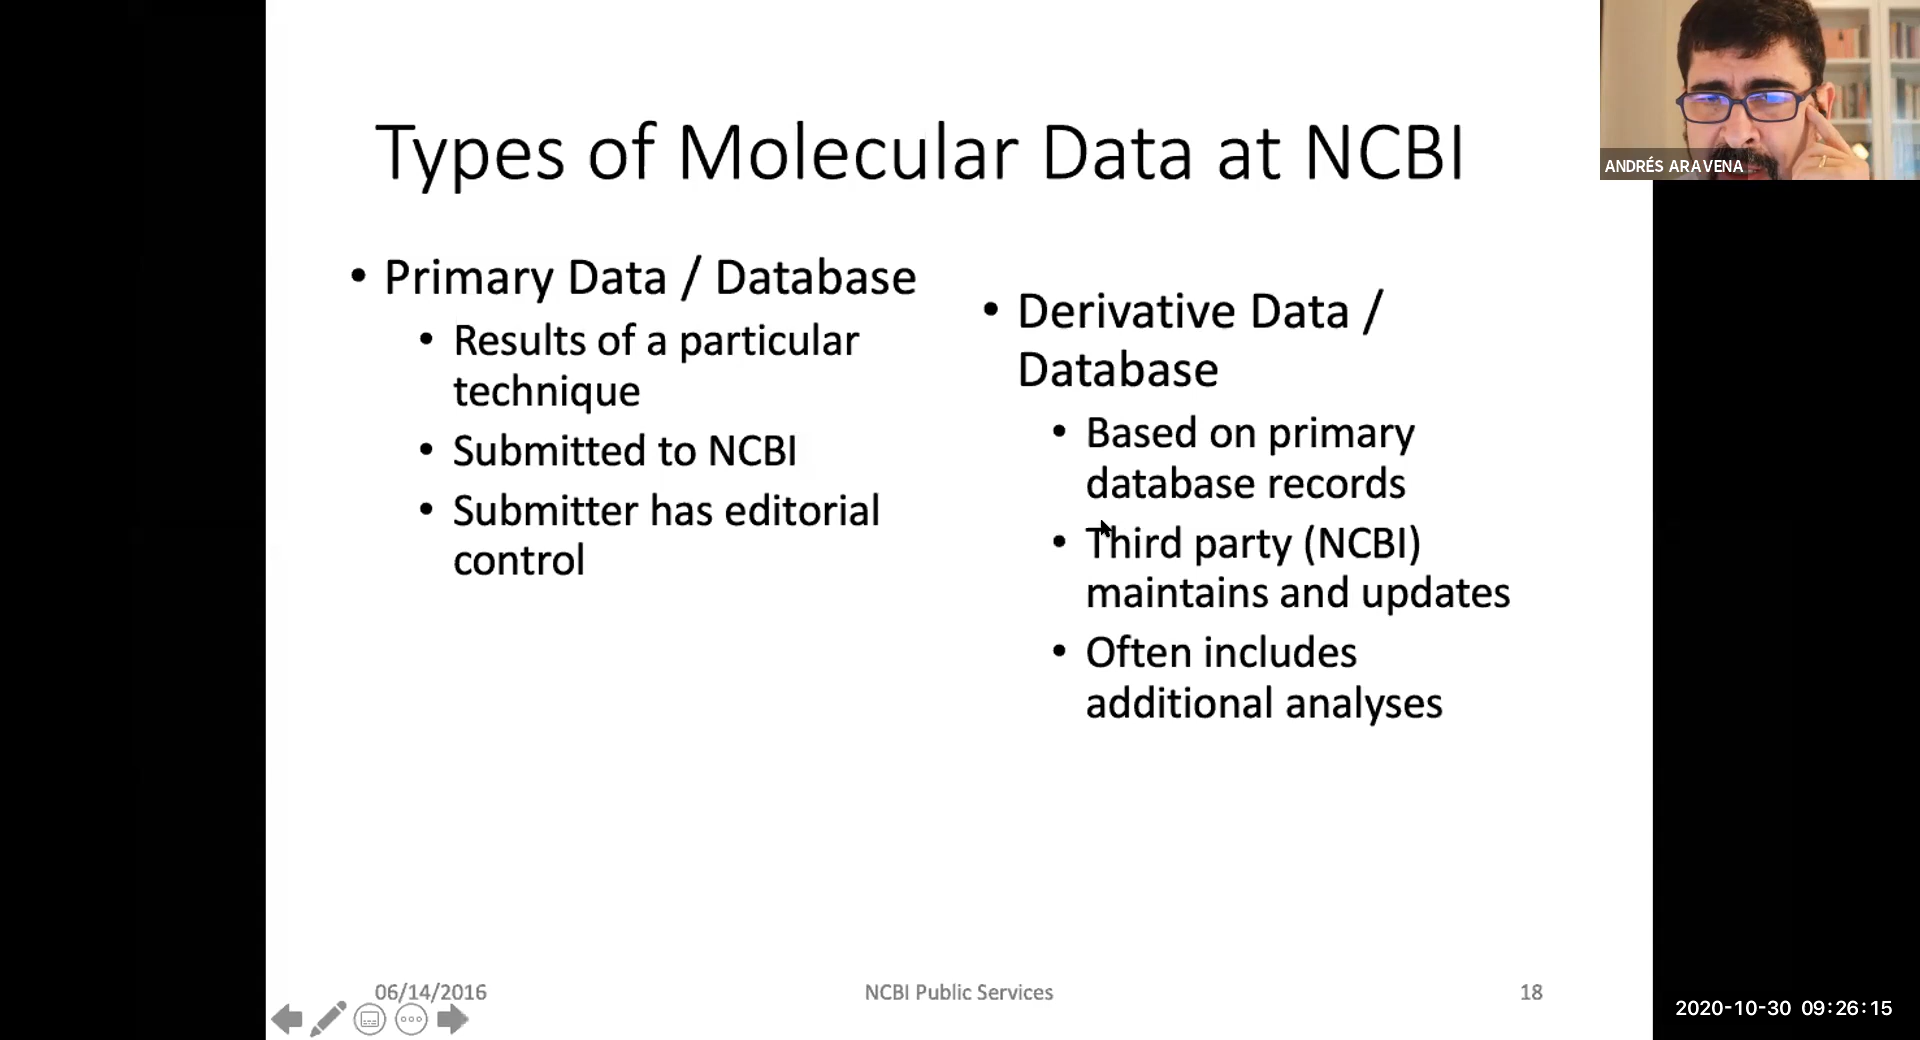 Types of Molecular Data at NCBI
• Primary Data / Database
• Results of a particular
technique
• Submitted to NCBI
• Submitter has editorial
control
• Derivative Data /
Database
• Based on primary
database records
• Third party (NCBI)
maintains and updates
• Often includes
additional analyses
06/14/2016
NCBI Public Services
18
ANDRÉS ARAVENA
2020-10-30 09:26:15